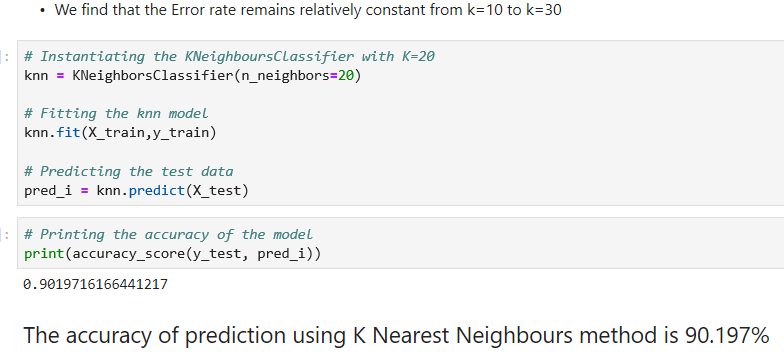 • We find that the Error rate remains relatively constant from k=10 to k=30
]: # Instantiating the KNeighboursClassifier with K=20
knn = KNeighborsClassifier(n_neighbors=20)
# Fitting the knn model
knn.fit(X_train,y_train)
# Predicting the test data
pred_i = knn.predict(X_test)
]: # Printing the accuracy of the model
print(accuracy_score(y_test, pred_i))
0.9019716166441217
The accuracy of prediction using K Nearest Neighbours method is 90.197%